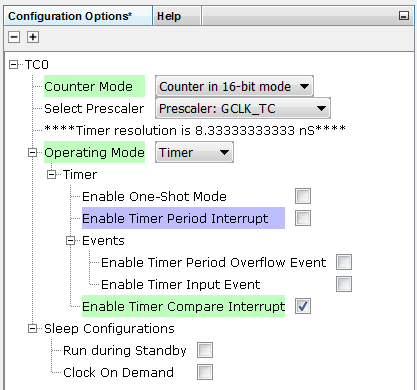 Configuration Options*
Help
TC0
Counter Mode Counter in 16-bit mode
Select Prescaler Prescaler: GCLK_TC
****Timer resolution is 8.33333333333 nS****
Operating Mode Timer
Timer
Enable One-Shot Mode
Enable Timer Period Interrupt
Events
Enable Timer Period Overflow Event
Enable Timer Input Event
Enable Timer Compare Interrupt
Sleep Configurations
Run during Standby
Clock On Demand